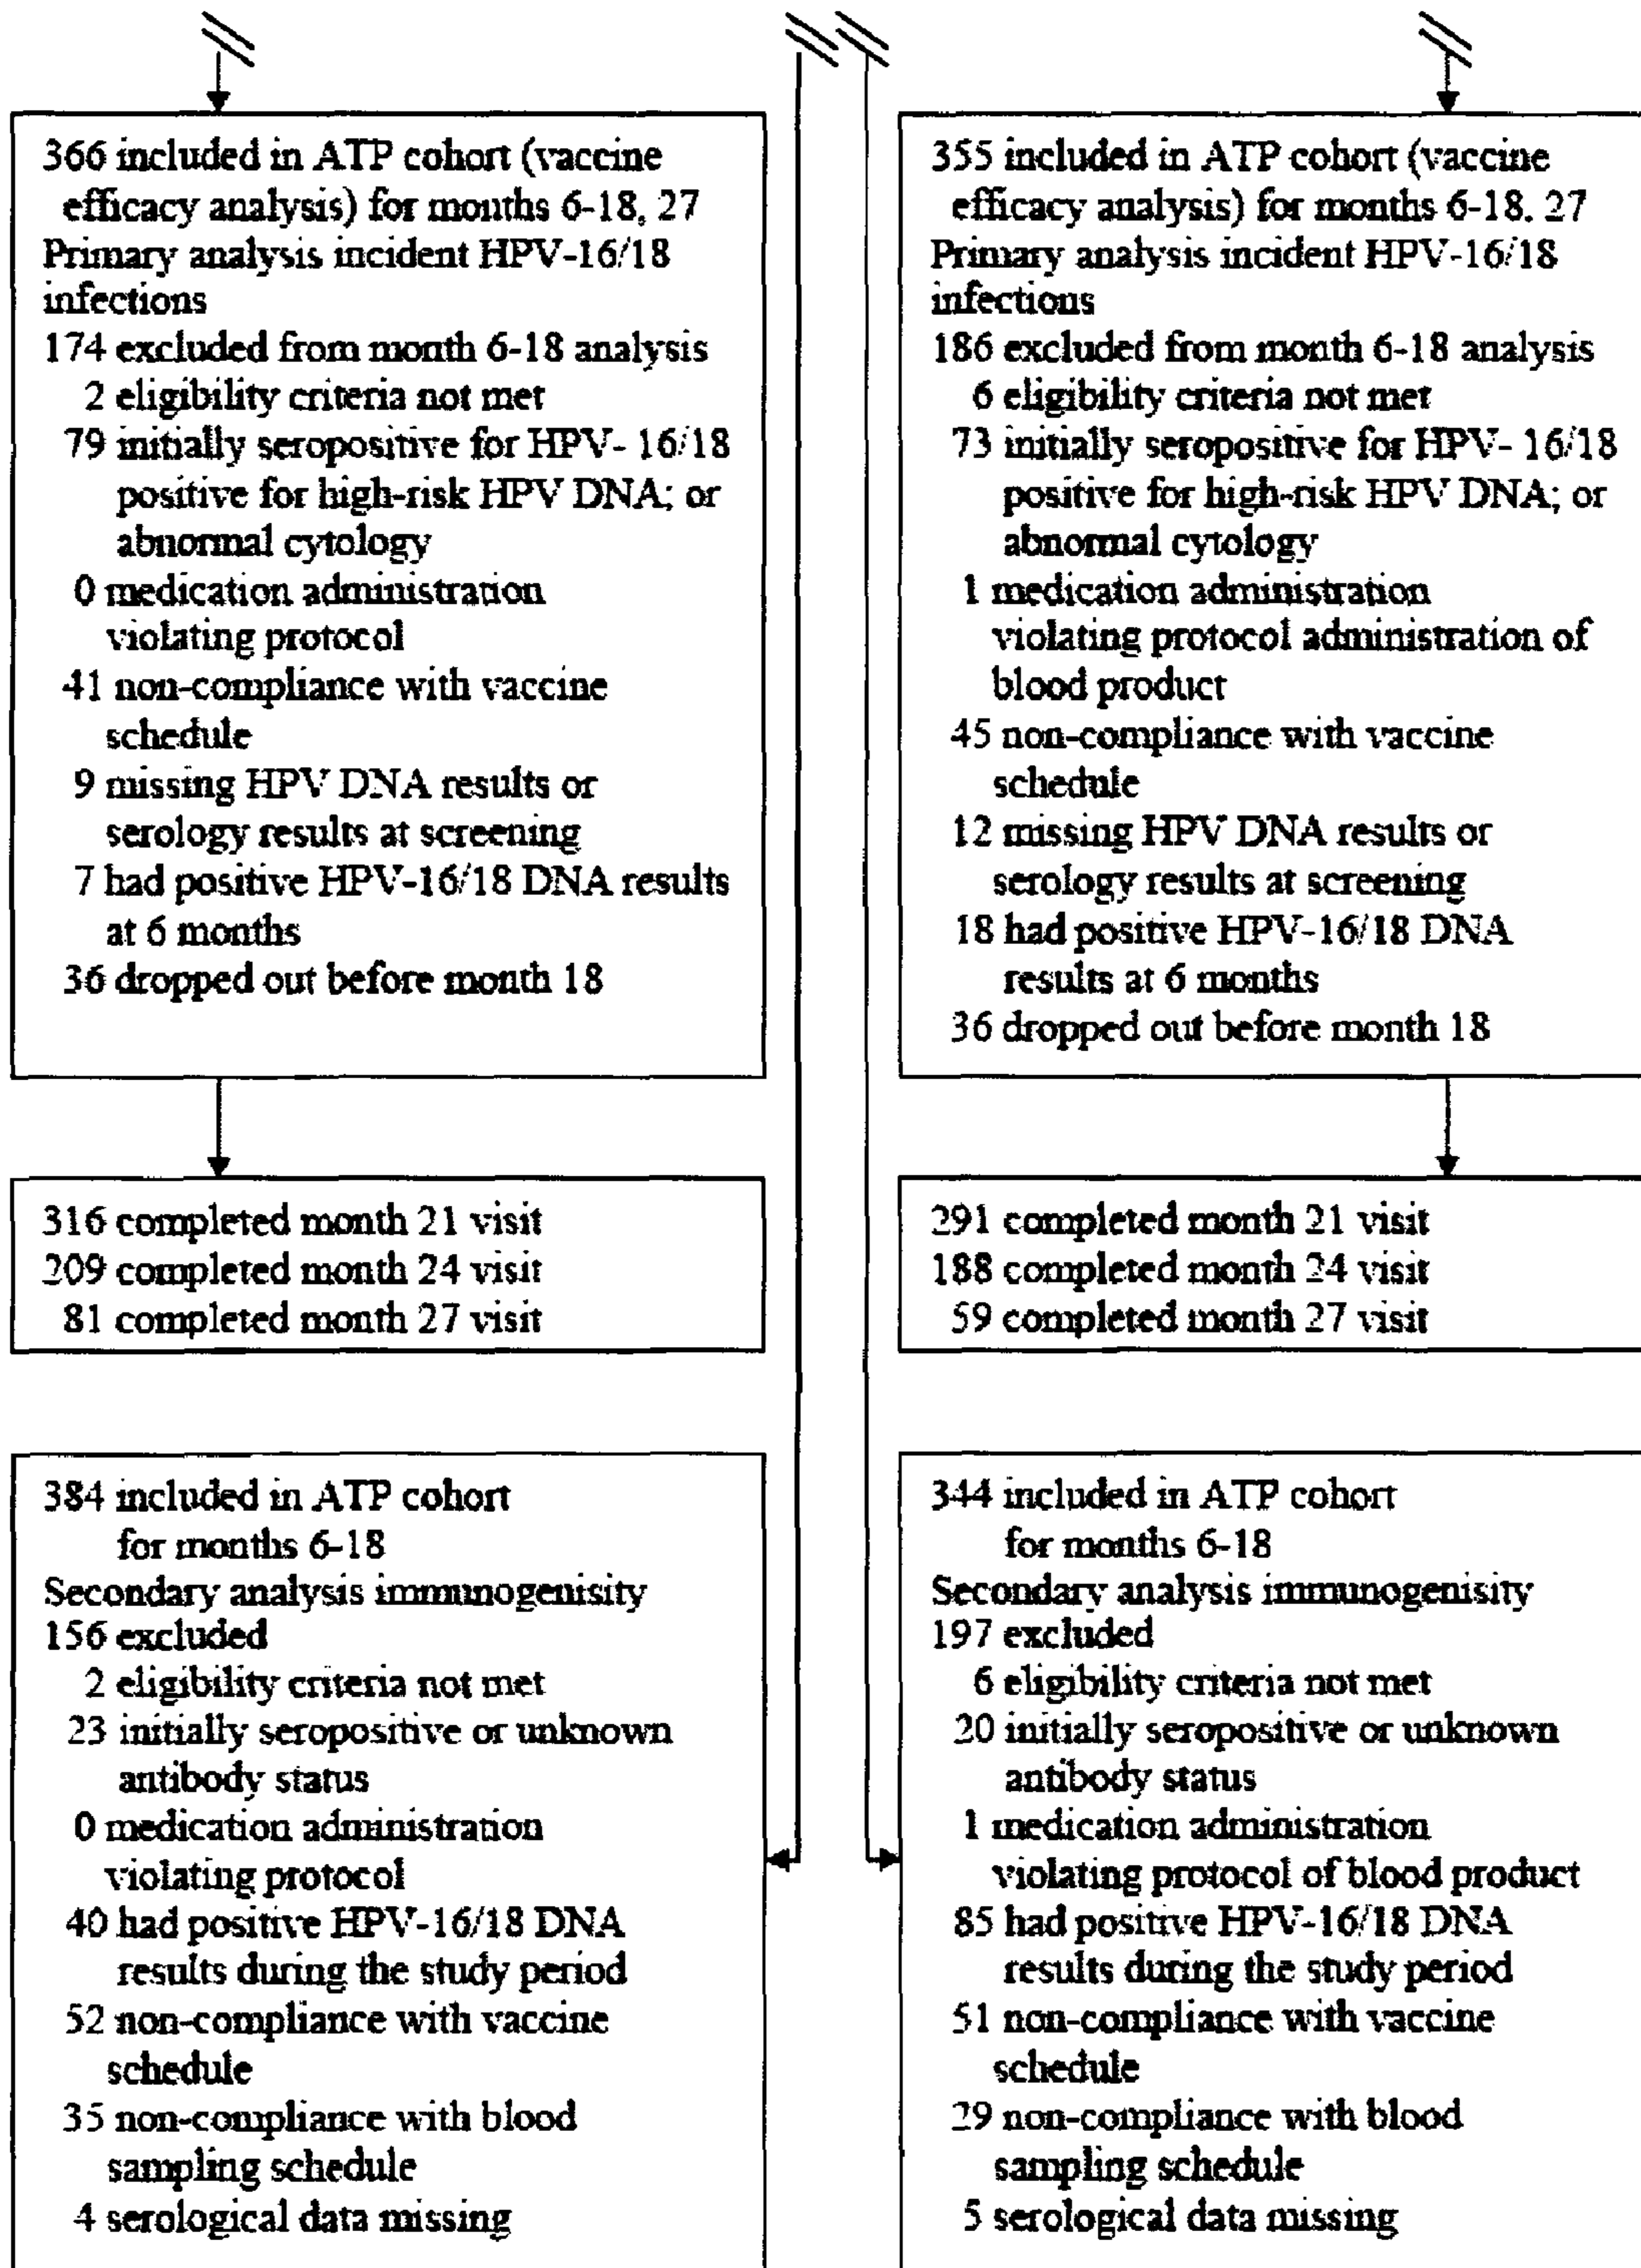 366 included in ATP cohort (vaccine
efficacy analysis) for months 6-18, 27
Primary analysis incident HPV-16/18
infections
174 excluded from month 6-18 analysis
2 eligibility criteria not met
79 initially seropositive for HPV- 16/18
positive for high-risk HPV DNA; or
abnormal cytology
0 medication administration
violating protocol
41 non-compliance with vaccine
schedule
9 missing HPV DNA results or
serology results at screening
7 had positive HPV-16/18 DNA results
at 6 months
36 dropped out before month 18
355 included in ATP cohort (vaccine
efficacy analysis) for months 6-18. 27
Primary analysis incident HPV-16/18
infections
186 excluded from month 6-18 analysis
6 eligibility criteria not met
73 initially seropositive for HPV- 16/18
positive for high-risk HPV DNA; or
abnormal cytology
1 medication administration
violating protocol administration of
blood product
45 non-compliance with vaccine
schedule
12 missing HPV DNA results or
serology results at screening
18 had positive HPV-16/18 DNA
results at 6 months
36 dropped out before month 18
316 completed month 21 visit
209 completed month 24 visit
81 completed month 27 visit
291 completed month 21 visit
188 completed month 24 visit
59 completed month 27 visit
384 included in ATP cohort
for months 6-18
Secondary analysis immunogenisity
156 excluded
2 eligibility criteria not met
23 initially seropositive or unknown
antibody status
0 medication administration
violating protocol
40 had positive HPV-16/18 DNA
results during the study period
52 non-compliance with vaccine
schedule
35 non-compliance with blood
sampling schedule
4 serological data missing
344 included in ATP cohort
for months 6-18
Secondary analysis immunogenisity
197 excluded
6 eligibility criteria not met
20 initially seropositive or unknown
antibody status
1 medication administration
violating protocol of blood product
85 had positive HPV-16/18 DNA
results during the study period
51 non-compliance with vaccine
schedule
29 non-compliance with blood
sampling schedule
5 serological data missing